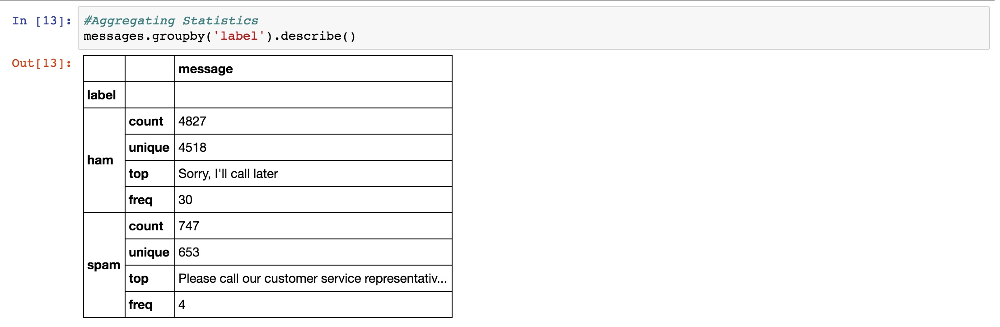 In [13]: #Aggregating Statistics
messages.groupby('label').describe()
Out[13]:
message
label
ham
count 4827
unique 4518
top Sorry, I'll call later
freq 30
spam
count 747
unique 653
top Please call our customer service representativ...
freq 4